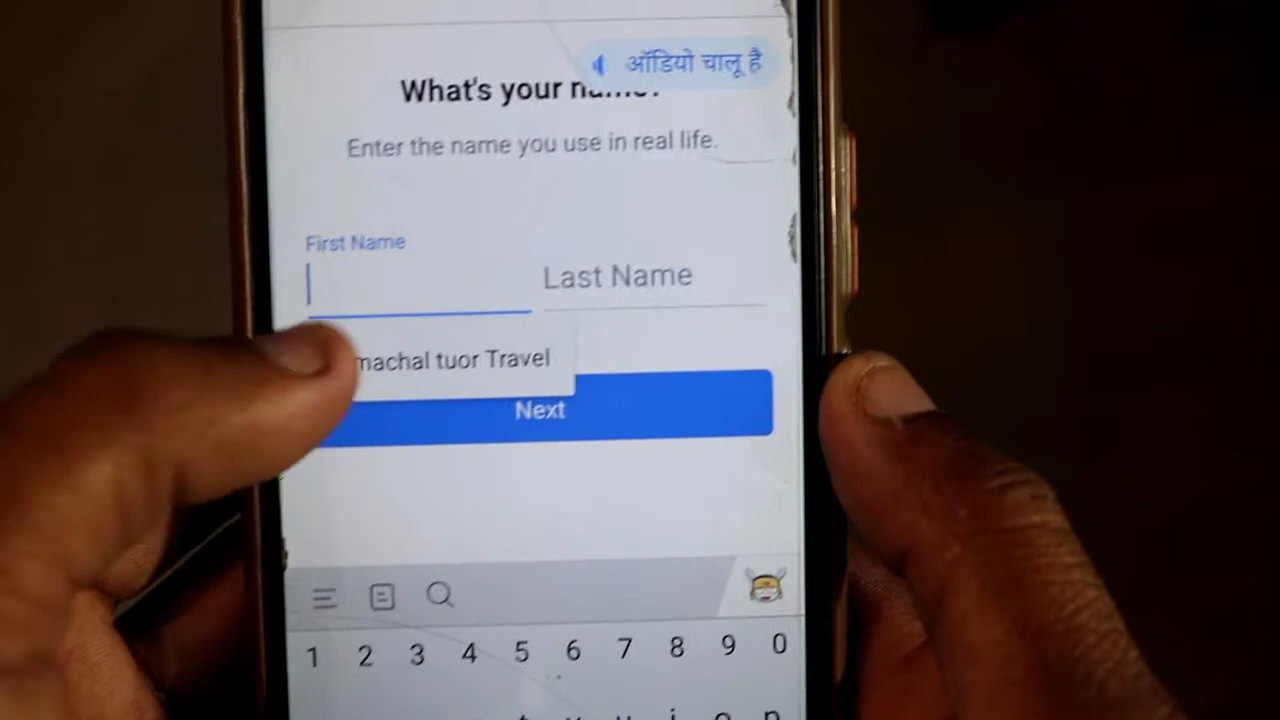 ऑडियो चालू है
What's your
Enter the name you use in real life.
First Name
Last Name
machal tuor Travel
Next
1 2 3 4 5 6 7 8 9 0